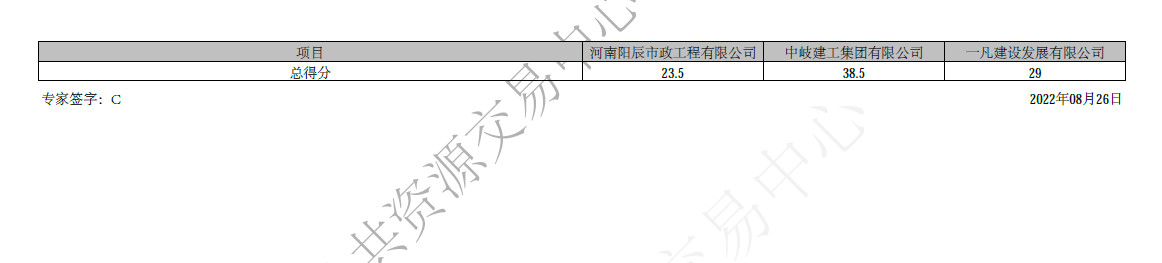 项目 河南阳辰市政工程有限公司 中岐建工集团有限公司 一凡建设发展有限公司
总得分 23.5 38.5 29
专家签字：C 2022年08月26日
共资源交易中心
交易中心